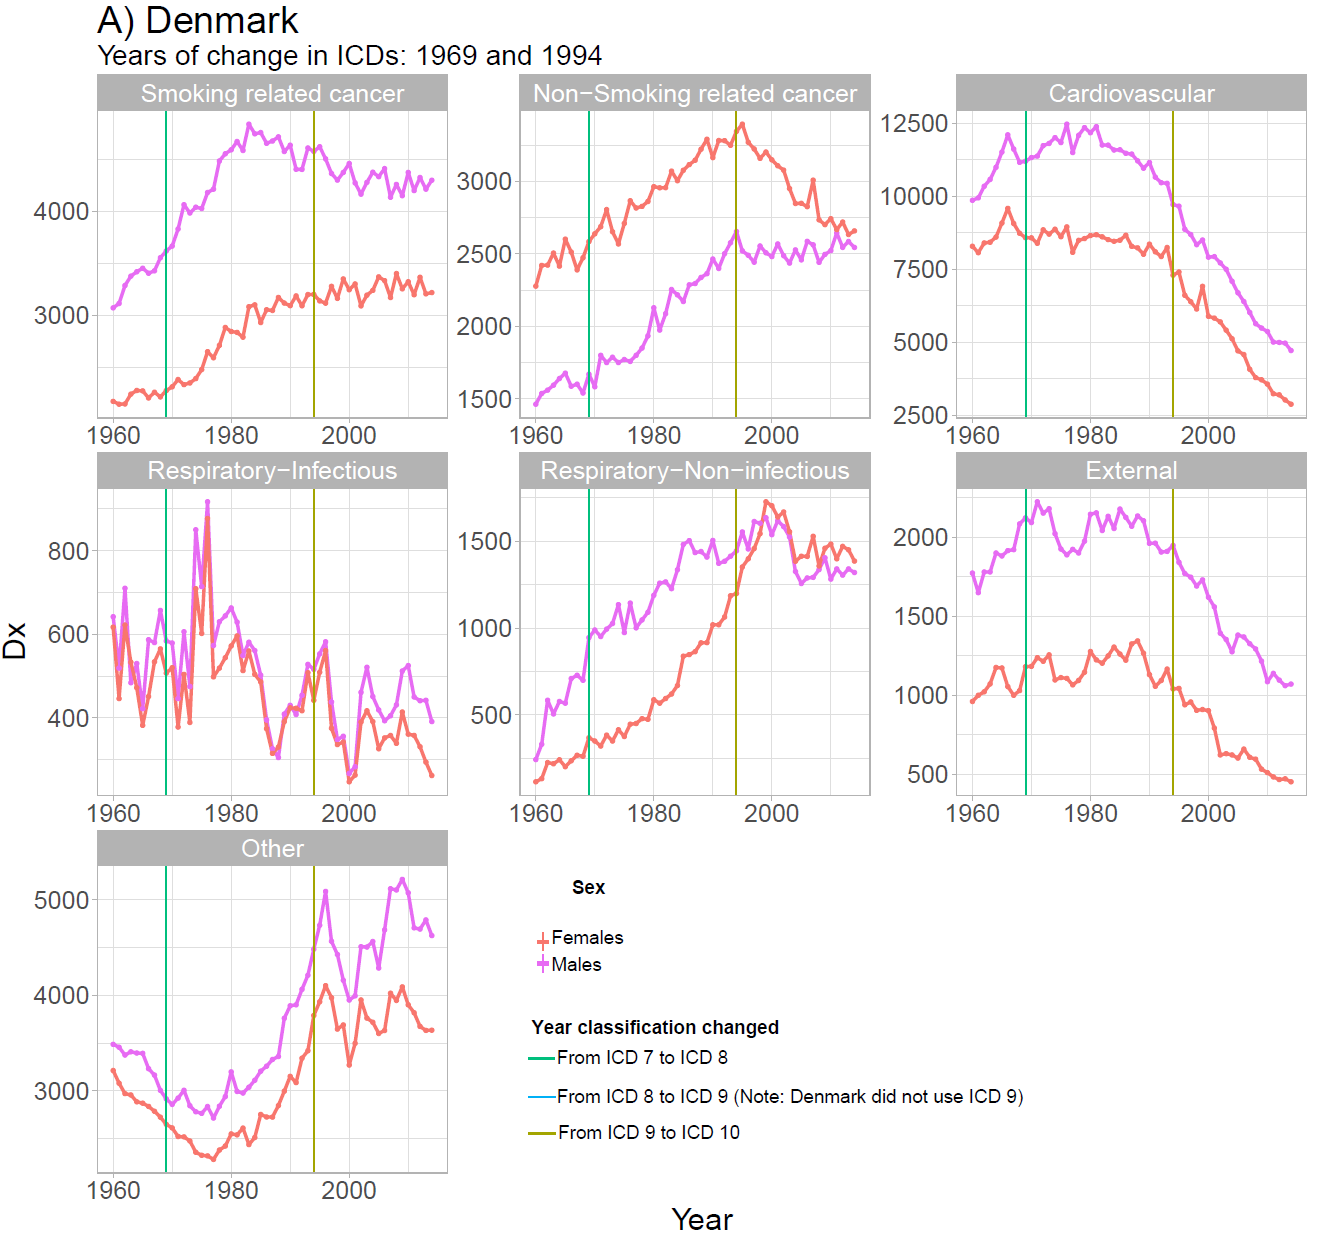 A) Denmark
Years of change in ICDs: 1969 and 1994
Smoking related cancer
Non−Smoking related cancer
Cardiovascular
4000
3000
1960 1980 2000
3000
2500
2000
1500
1960 1980 2000
12500
10000
7500
5000
2500
1960 1980 2000
Respiratory−Infectious
Respiratory−Non−infectious
External
800
600
400
1960 1980 2000
1500
1000
500
1960 1980 2000
2000
1500
1000
500
1960 1980 2000
Dx
Other
5000
4000
3000
1960 1980 2000
Sex
Females
Males
Year classification changed
From ICD 7 to ICD 8
From ICD 8 to ICD 9 (Note: Denmark did not use ICD 9)
From ICD 9 to ICD 10
Year